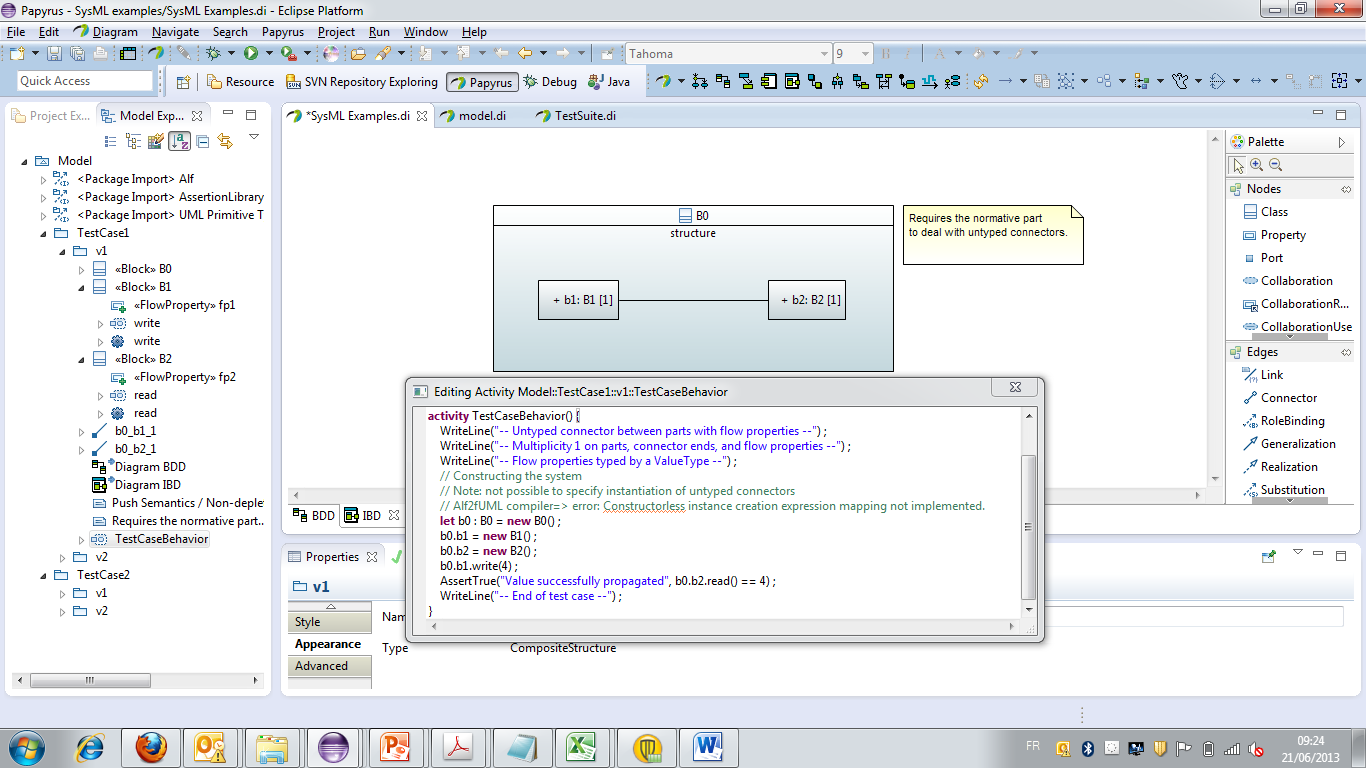 Papyrus - SysML examples/SysML Examples.di - Eclipse Platform
File Edit Diagram Navigate Search Papyrus Project Run Window Help
Tahoma 9
Quick Access Resource SVN Repository Exploring Papyrus Debug Java
Project Ex... Model Exp...
*SysML Examples.di model.di TestSuite.di
Model
<Package Import> Alf
<Package Import> AssertionLibrary
<Package Import> UML Primitive T
TestCase1
v1
«Block» B0
«Block» B1
«FlowProperty» fp1
write
write
«Block» B2
«FlowProperty» fp2
read
read
b0_b1_1
b0_b2_1
Diagram BDD
Diagram IBD
Push Semantics / Non-deple
Requires the normative part...
TestCaseBehavior
v2
TestCase2
v1
v2
B0
structure
+ b1: B1 [1]
+ b2: B2 [1]
Requires the normative part
to deal with untyped connectors.
Palette
Nodes
Class
Property
Port
Collaboration
CollaborationR...
CollaborationUse
Edges
Link
Connector
RoleBinding
Generalization
Realization
Substitution
Editing Activity Model::TestCase1::v1::TestCaseBehavior
activity TestCaseBehavior() {
WriteLine("-- Untyped connector between parts with flow properties --") ;
WriteLine("-- Multiplicity 1 on parts, connector ends, and flow properties --") ;
WriteLine("-- Flow properties typed by a ValueType --") ;
// Constructing the system
// Note: not possible to specify instantiation of untyped connectors
// Alf2fUML compiler=> error: Constructorless instance creation expression mapping not implemented.
let b0 : B0 = new B0() ;
b0.b1 = new B1() ;
b0.b2 = new B2() ;
b0.b1.write(4) ;
AssertTrue("Value successfully propagated", b0.b2.read() == 4) ;
WriteLine("-- End of test case --") ;
}
BDD IBD
Properties
v1
Style
Appearance
Advanced
Nam
Type CompositeStructure
FR
09:24
21/06/2013